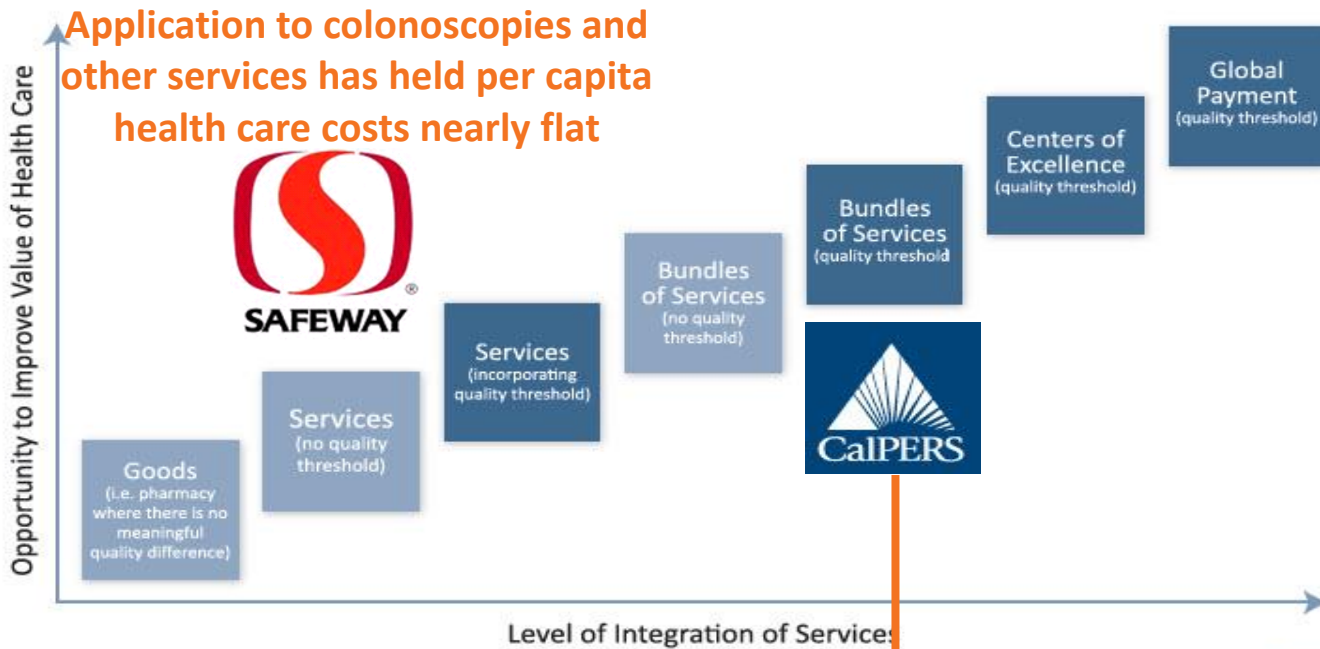 Application to colonoscopies and
other services has held per capita
health care costs nearly flat
Opportunity to Improve Value of Health Care
SAFEWAY
®
Goods
(i.e. pharmacy
where there is no
meaningful
quality difference)
Services
(no quality
threshold)
Services
(incorporating
quality threshold)
Bundles
of Services
(no quality
threshold)
Bundles
of Services
(quality threshold
CalPERS
Centers of
Excellence
(quality threshold)
Global
Payment
(quality threshold)
Level of Integration of Services